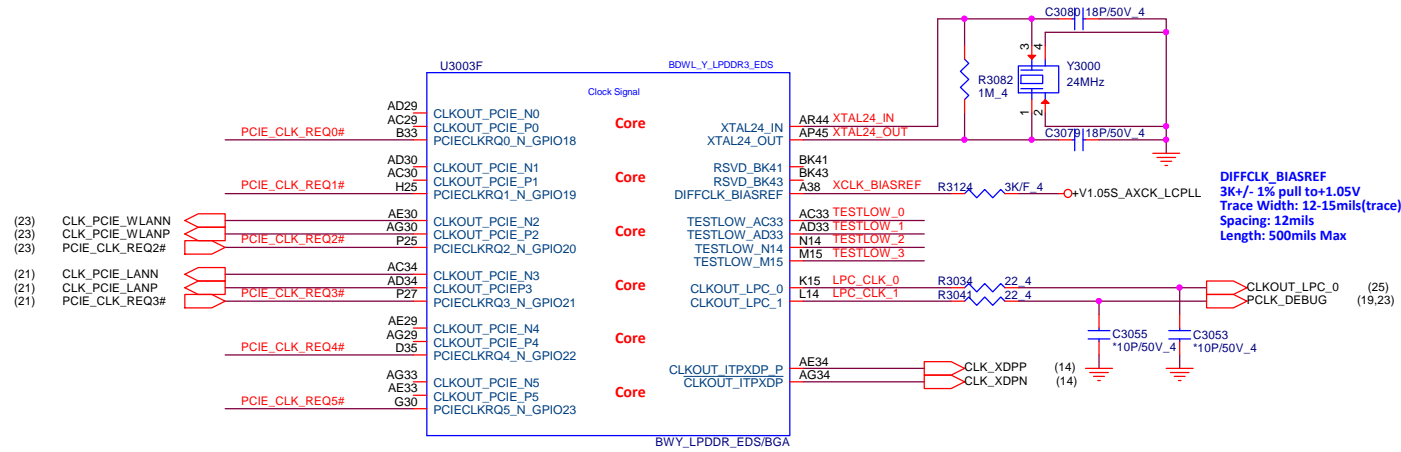 C3080 18P/50V_4
U3003F BDWL_Y_LPDDR3_EDS
3 4
Y3000
24MHz
R3082
1M_4
1 2
C3079 18P/50V_4
Clock Signal
AD29 CLKOUT_PCIE_N0
AC29 CLKOUT_PCIE_P0 Core
PCIE_CLK_REQ0# B33 PCIECLKRQ0_N_GPIO18
XTAL24_IN AR44 XTAL24_IN
XTAL24_OUT AP45 XTAL24_OUT
AD30 CLKOUT_PCIE_N1
AC30 CLKOUT_PCIE_P1 Core
PCIE_CLK_REQ1# H25 PCIECLKRQ1_N_GPIO19
RSVD_BK41 BK41
RSVD_BK43 BK43
DIFFCLK_BIASREF A38 XCLK_BIASREF R3124 3K/F_4 +V1.05S_AXCK_LCPLL
DIFFCLK_BIASREF
3K+/- 1% pull to+1.05V
Trace Width: 12-15mils(trace)
Spacing: 12mils
Length: 500mils Max
(23) CLK_PCIE_WLANN AE30 CLKOUT_PCIE_N2
(23) CLK_PCIE_WLANP AG30 CLKOUT_PCIE_P2 Core
(23) PCIE_CLK_REQ2# PCIE_CLK_REQ2# P25 PCIECLKRQ2_N_GPIO20
TESTLOW_AC33 AC33 TESTLOW_0
TESTLOW_AD33 AD33 TESTLOW_1
TESTLOW_N14 N14 TESTLOW_2
TESTLOW_M15 M15 TESTLOW_3
(21) CLK_PCIE_LANN AC34 CLKOUT_PCIE_N3
(21) CLK_PCIE_LANP AD34 CLKOUT_PCIEP3 Core
(21) PCIE_CLK_REQ3# PCIE_CLK_REQ3# P27 PCIECLKRQ3_N_GPIO21
CLKOUT_LPC_0 K15 LPC_CLK_0 R3034 22_4 CLKOUT_LPC_0 (25)
CLKOUT_LPC_1 L14 LPC_CLK_1 R3041 22_4 PCLK_DEBUG (19,23)
C3055
*10P/50V_4
C3053
*10P/50V_4
AE29 CLKOUT_PCIE_N4
AG29 CLKOUT_PCIE_P4 Core
PCIE_CLK_REQ4# D35 PCIECLKRQ4_N_GPIO22
CLKOUT_ITPXDP_P AE34 CLK_XDPP (14)
CLKOUT_ITPXDP AG34 CLK_XDPN (14)
AG33 CLKOUT_PCIE_N5
AE33 CLKOUT_PCIE_P5 Core
PCIE_CLK_REQ5# G30 PCIECLKRQ5_N_GPIO23
BWY_LPDDR_EDS/BGA